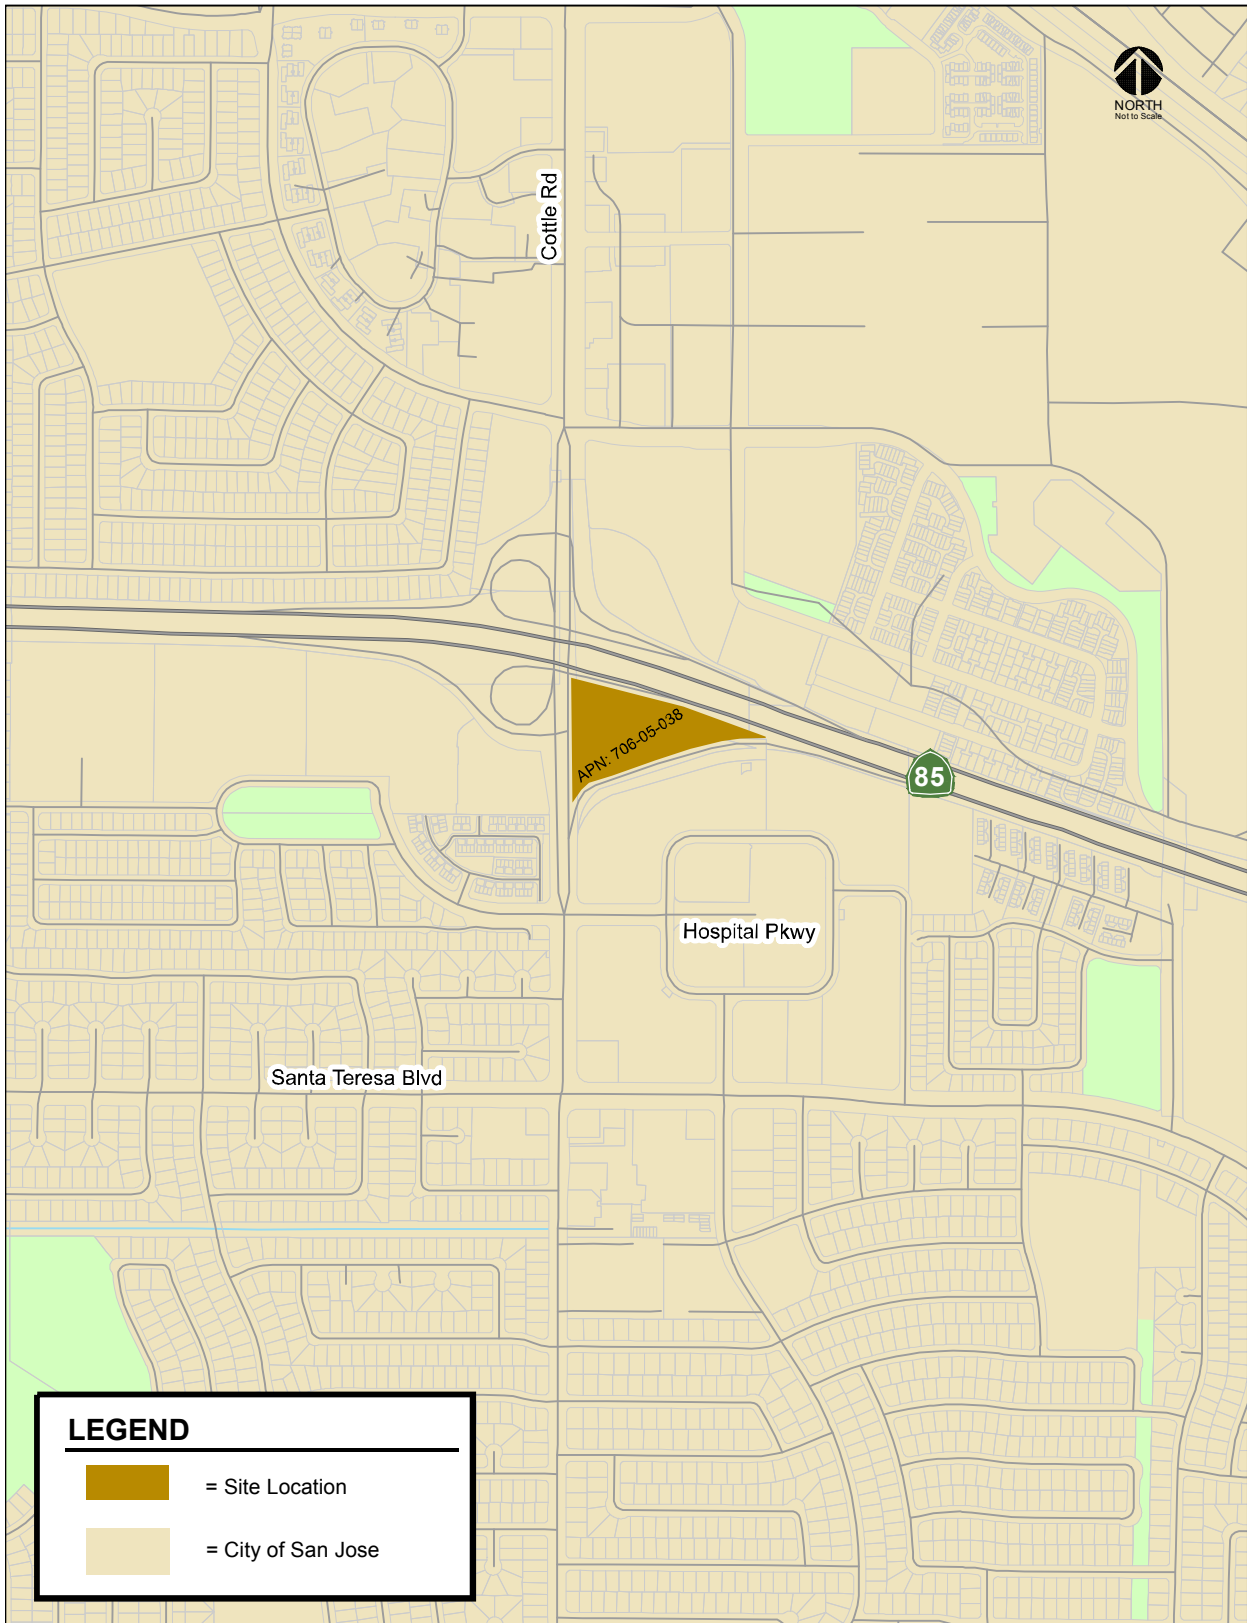 NORTH
Not to Scale
Cottle Rd
APN: 706-05-038
85
Hospital Pkwy
Santa Teresa Blvd
LEGEND
= Site Location
= City of San Jose